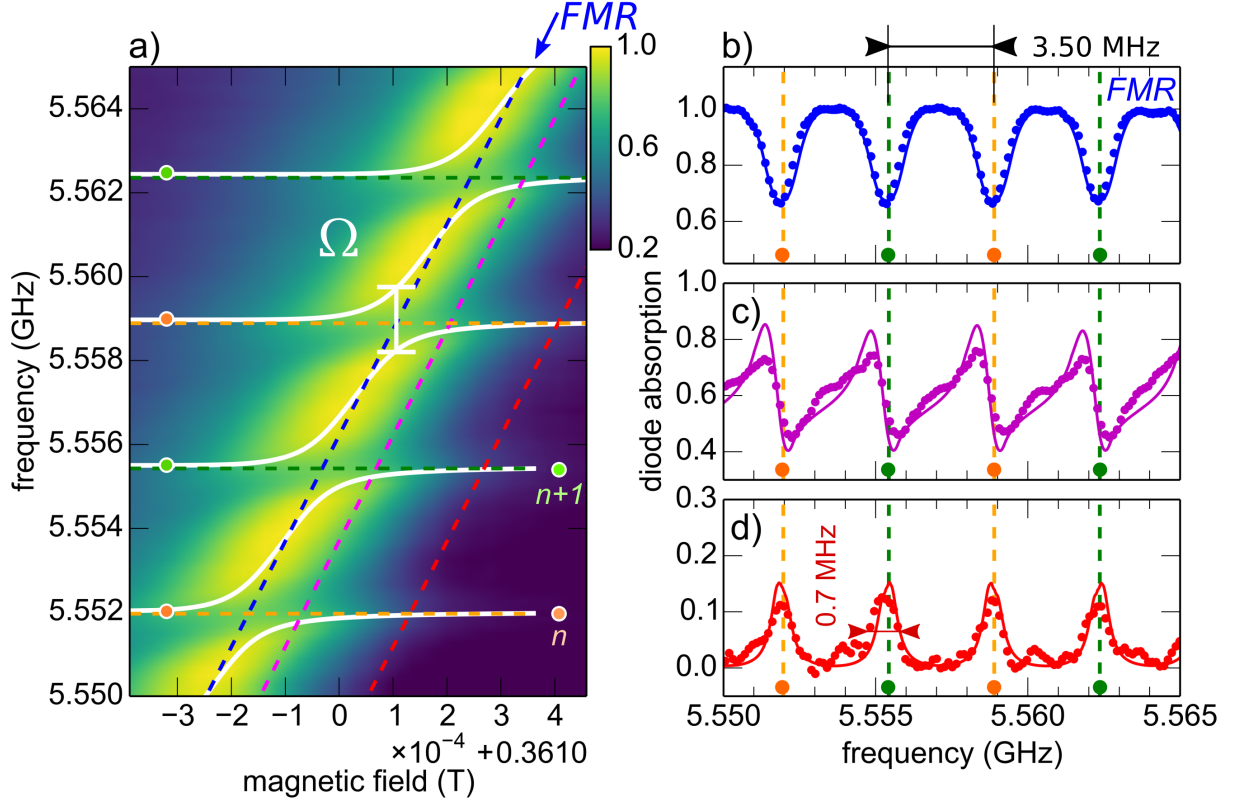 FMR
a)
1.0
0.6
0.2
5.564
5.562
5.560
5.558
5.556
5.554
5.552
5.550
frequency (GHz)
Ω
n+1
n
−3 −2 −1 0 1 2 3 4
×10⁻⁴ +0.3610
magnetic field (T)
b)
3.50 MHz
FMR
1.0
0.8
0.6
c)
1.0
0.8
0.6
0.4
diode absorption
d)
0.7 MHz
0.3
0.2
0.1
0.0
5.550 5.555 5.560 5.565
frequency (GHz)